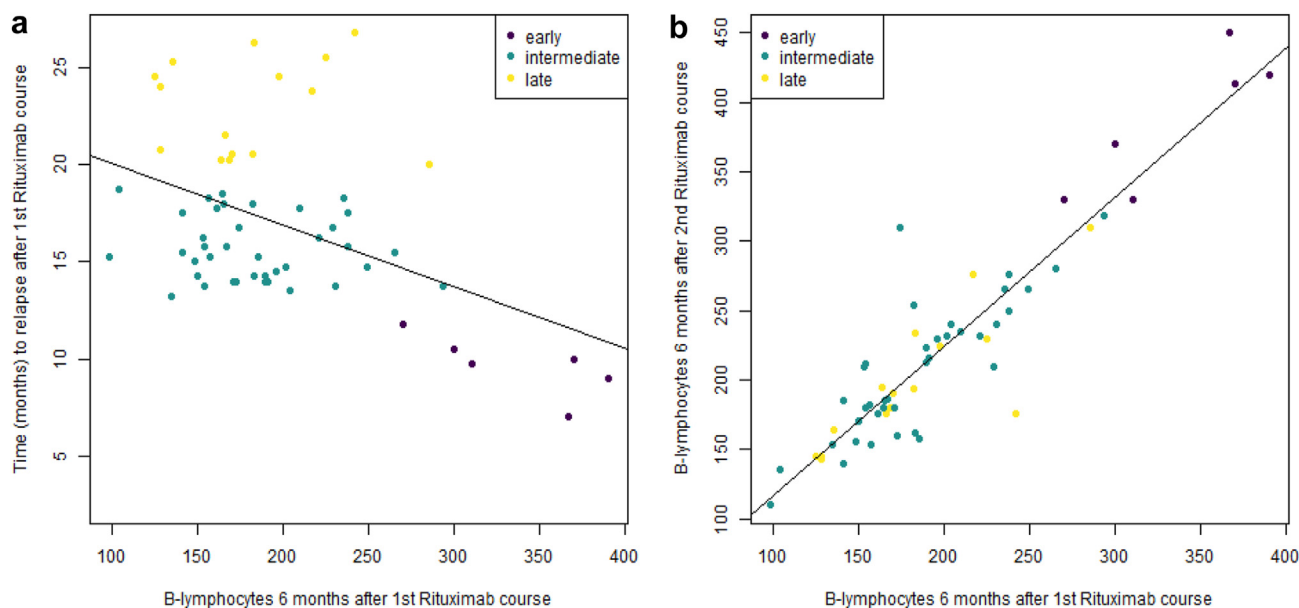 a
early
intermediate
late
25
20
15
10
5
Time (months) to relapse after 1st Rituximab course
100 150 200 250 300 350 400
B-lymphocytes 6 months after 1st Rituximab course
b
early
intermediate
late
450
400
350
300
250
200
150
100
B-lymphocytes 6 months after 2nd Rituximab course
100 150 200 250 300 350 400
B-lymphocytes 6 months after 1st Rituximab course